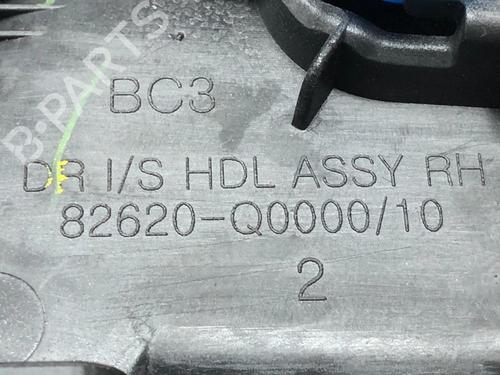 B-PARTS
BC3
DR I/S HDL ASSY RH
82620-Q0000/10
2